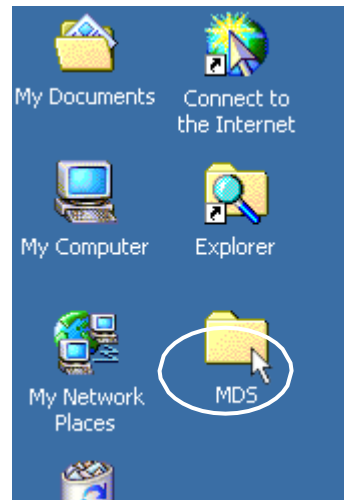 My Documents
Connect to
the Internet
My Computer
Explorer
My Network
Places
MDS